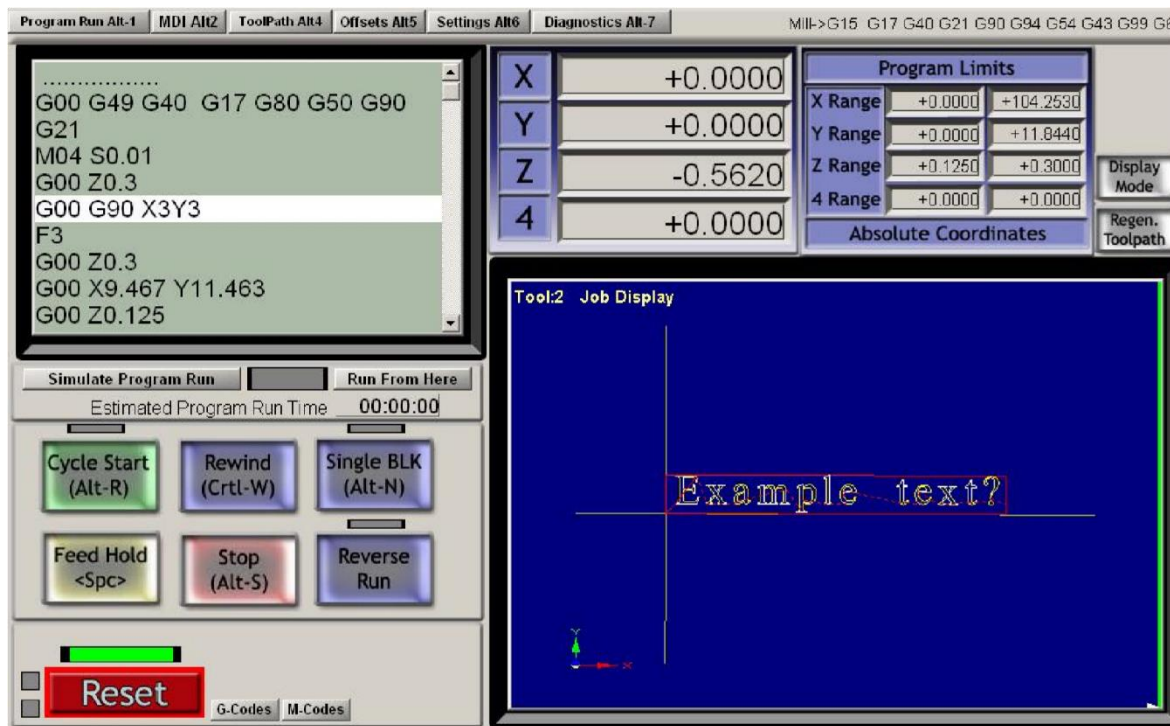 Program Run Alt-1 MDI Alt2 ToolPath Alt4 Offsets Alt5 Settings Alt6 Diagnostics Alt-7 Mill->G15 G17 G40 G21 G90 G94 G54 G43 G99
.................
G00 G49 G40 G17 G80 G50 G90
G21
M04 S0.01
G00 Z0.3
G00 G90 X3Y3
F3
G00 Z0.3
G00 X9.467 Y11.463
G00 Z0.125
X +0.0000
Y +0.0000
Z -0.5620
4 +0.0000
Program Limits
X Range +0.0000 +104.2530
Y Range +0.0000 +11.8440
Z Range +0.1250 +0.3000
4 Range +0.0000 +0.0000
Absolute Coordinates
Display
Mode
Regen.
Toolpath
Simulate Program Run Run From Here
Estimated Program Run Time 00:00:00
Cycle Start
(Alt-R)
Rewind
(Crtl-W)
Single BLK
(Alt-N)
Feed Hold
<Spc>
Stop
(Alt-S)
Reverse
Run
Reset
G-Codes M-Codes
Tool:2 Job Display
Example text?
Y
X